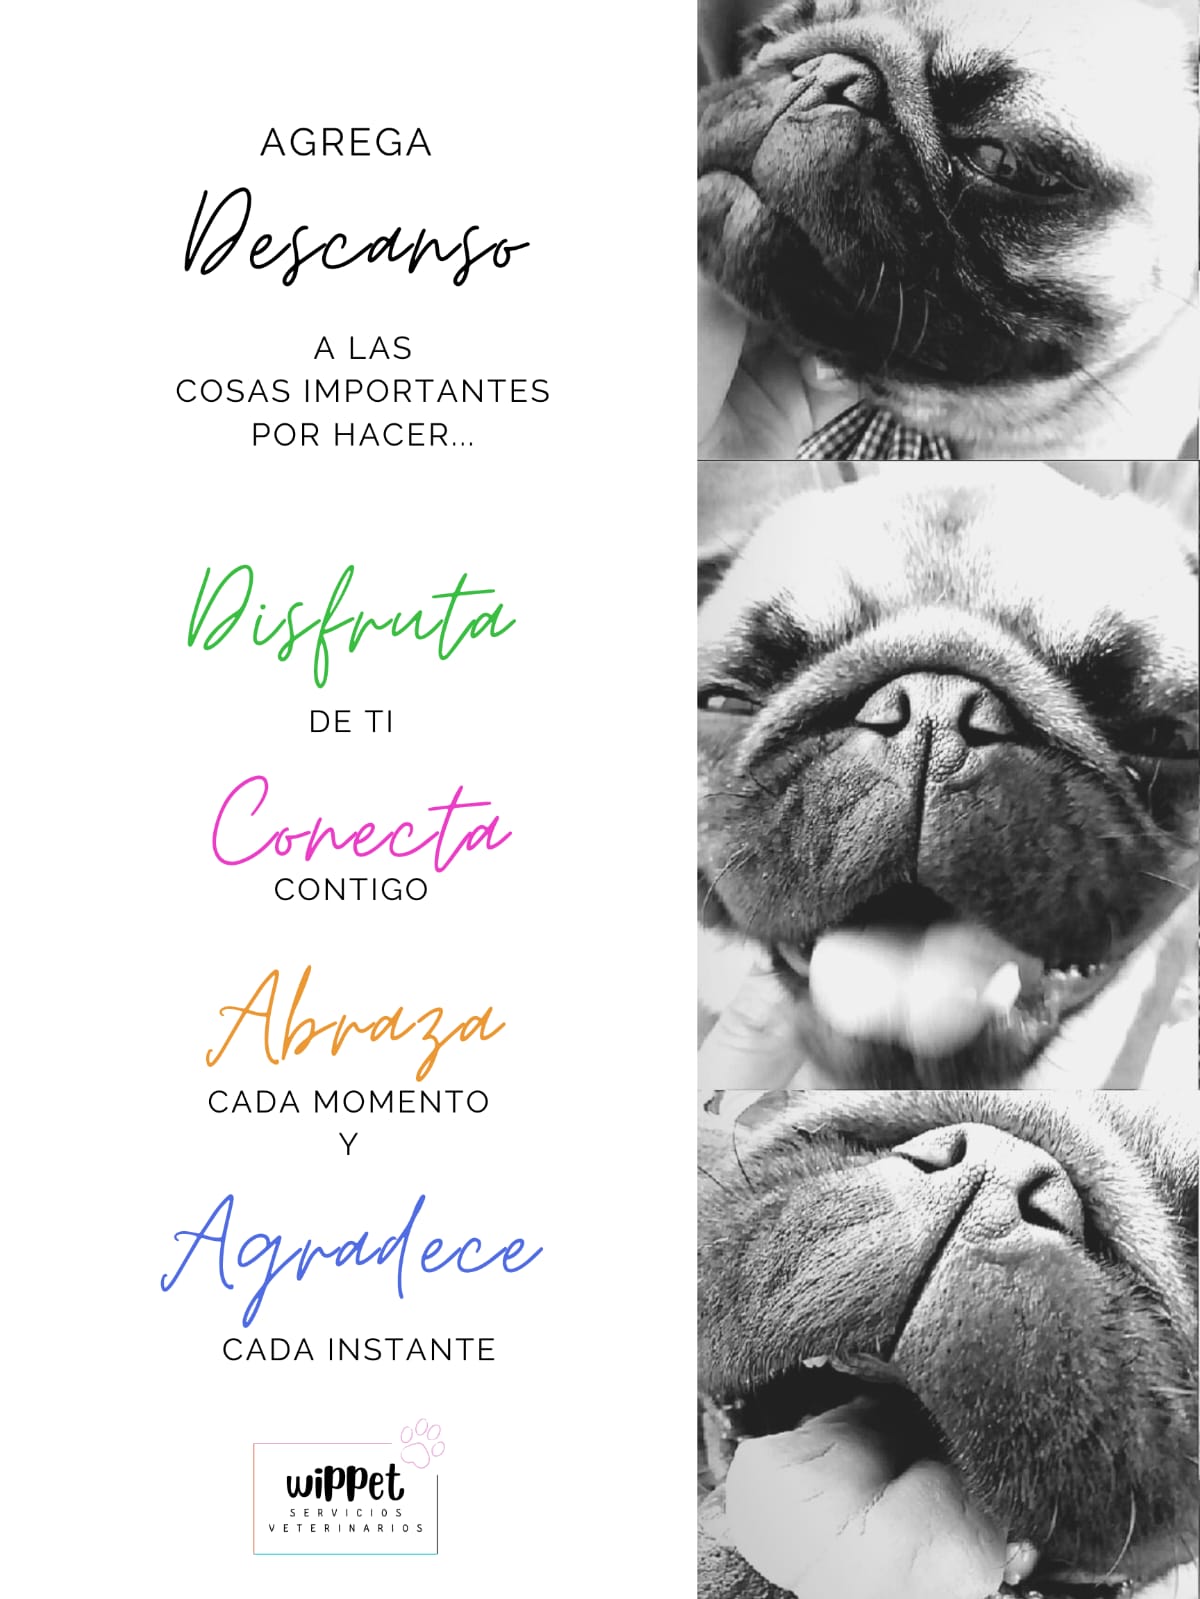 AGREGA
Descanso
A LAS
COSAS IMPORTANTES
POR HACER...
Disfruta
DE TI
Conecta
CONTIGO
Abraza
CADA MOMENTO
Y
Agradece
CADA INSTANTE
wippet
SERVICIOS
VETERINARIOS